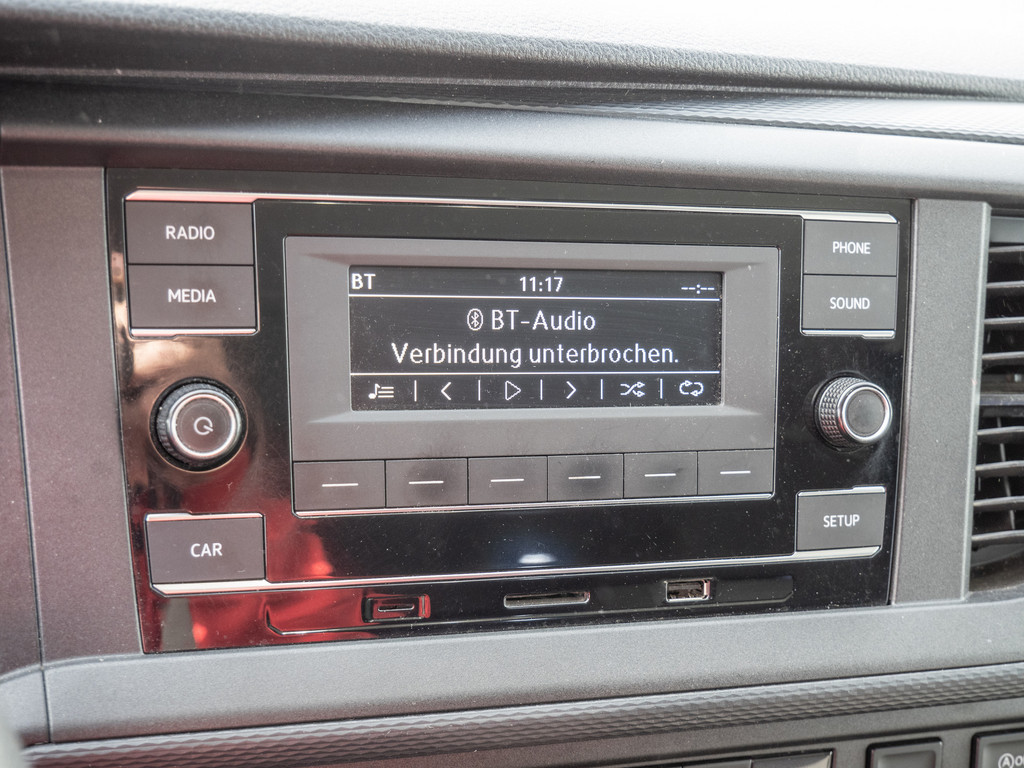 RADIO
MEDIA
PHONE
SOUND
BT 11:17 --:--
BT-Audio
Verbindung unterbrochen.
CAR
SETUP